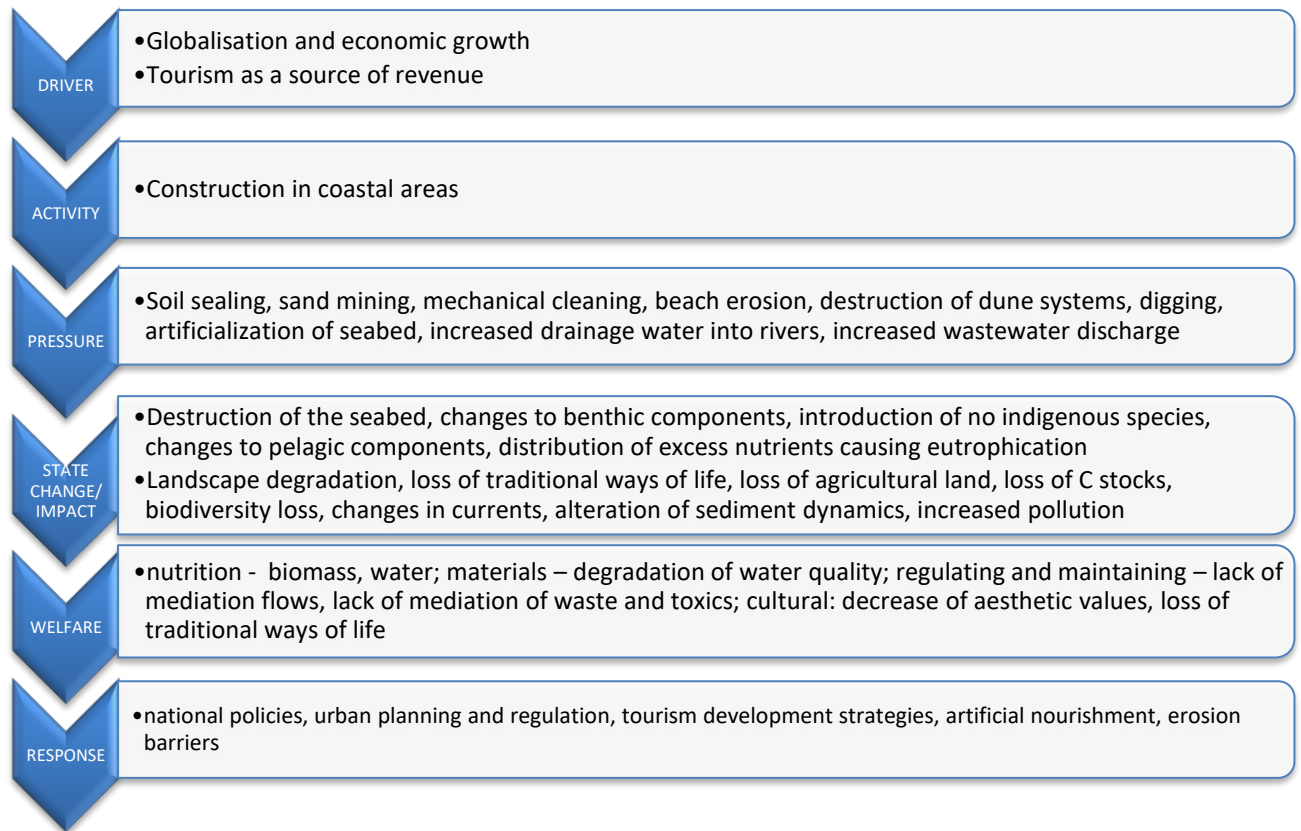 DRIVER
•Globalisation and economic growth
•Tourism as a source of revenue
ACTIVITY
•Construction in coastal areas
PRESSURE
•Soil sealing, sand mining, mechanical cleaning, beach erosion, destruction of dune systems, digging,
artificialization of seabed, increased drainage water into rivers, increased wastewater discharge
STATE
CHANGE/
IMPACT
•Destruction of the seabed, changes to benthic components, introduction of no indigenous species,
changes to pelagic components, distribution of excess nutrients causing eutrophication
•Landscape degradation, loss of traditional ways of life, loss of agricultural land, loss of C stocks,
biodiversity loss, changes in currents, alteration of sediment dynamics, increased pollution
WELFARE
•nutrition - biomass, water; materials – degradation of water quality; regulating and maintaining – lack of
mediation flows, lack of mediation of waste and toxics; cultural: decrease of aesthetic values, loss of
traditional ways of life
RESPONSE
•national policies, urban planning and regulation, tourism development strategies, artificial nourishment, erosion
barriers